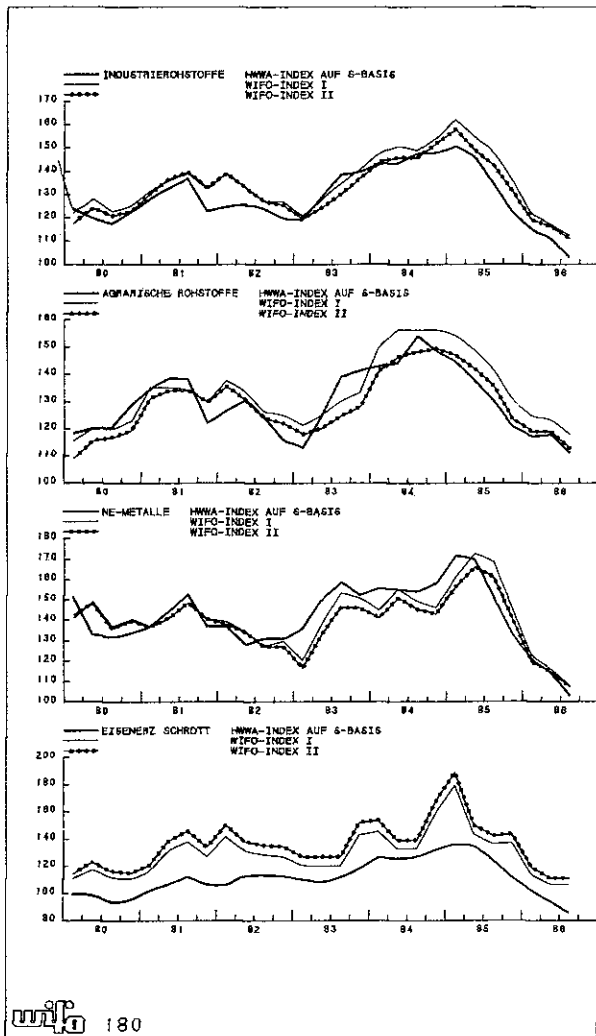 INDUSTRIEROHSTOFFE HWWA-INDEX AUF $-BASIS
WIFO-INDEX I
WIFO-INDEX II
170
160
150
140
130
120
110
100
80 81 82 83 84 85 86
AGRARISCHE ROHSTOFFE HWWA-INDEX AUF $-BASIS
WIFO-INDEX I
WIFO-INDEX II
160
150
140
130
120
110
100
80 81 82 83 84 85 86
NE-METALLE HWWA-INDEX AUF $-BASIS
WIFO-INDEX I
WIFO-INDEX II
180
170
160
150
140
130
120
110
100
80 81 82 83 84 85 86
EISENERZ SCHROTT HWWA-INDEX AUF $-BASIS
WIFO-INDEX I
WIFO-INDEX II
200
180
160
140
120
100
80
80 81 82 83 84 85 86
wifo 180